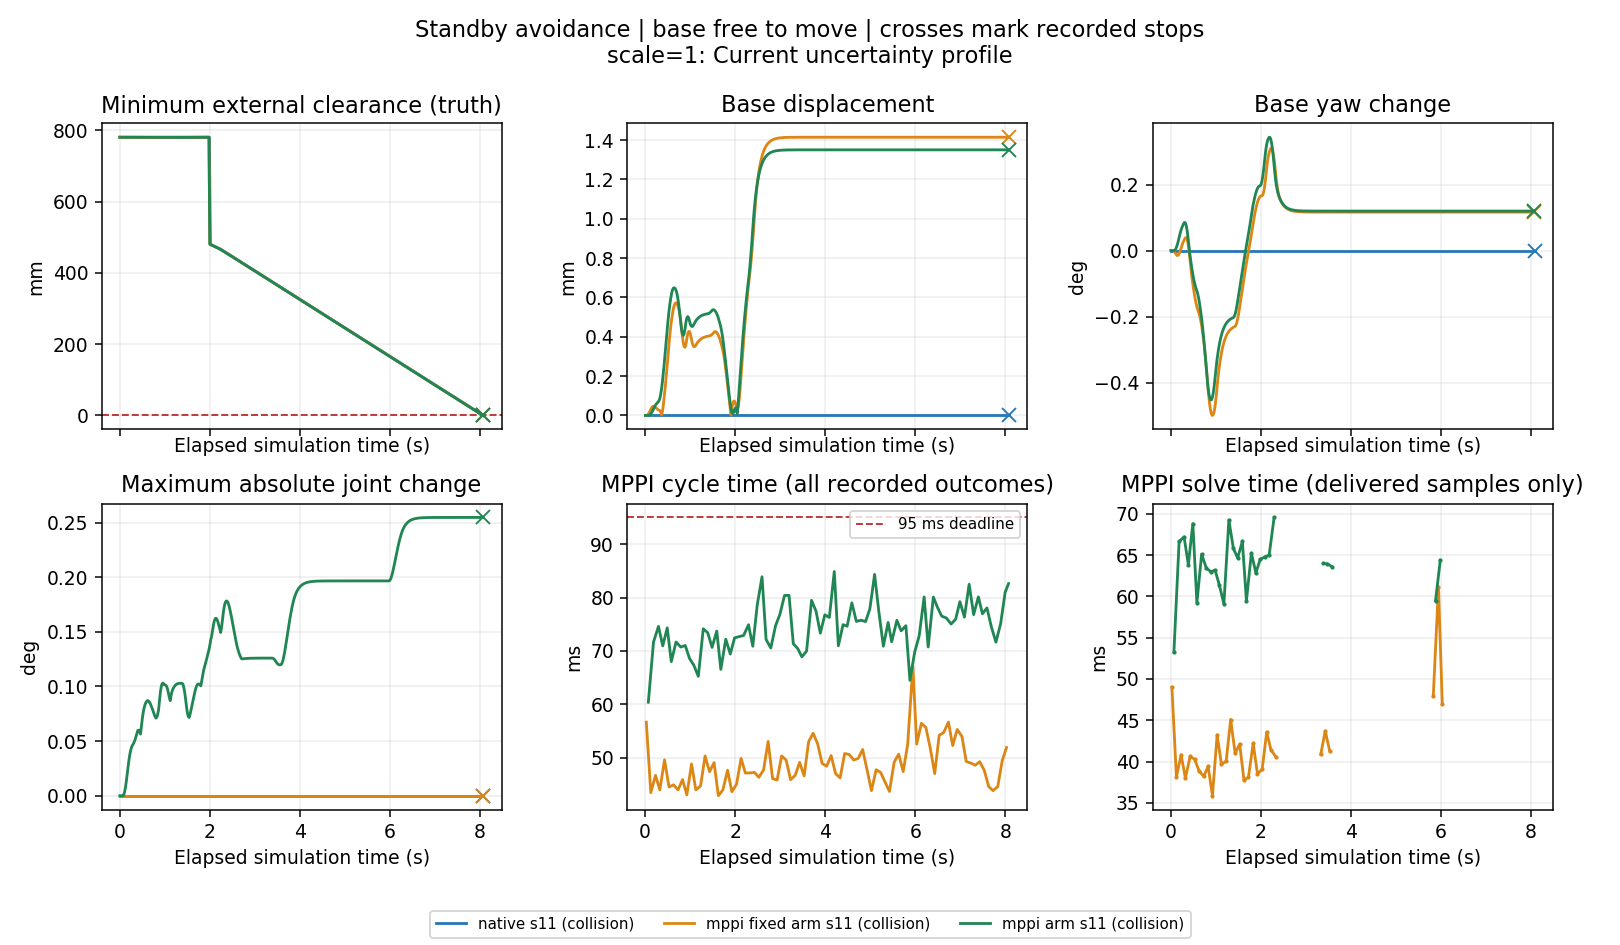 Standby avoidance | base free to move | crosses mark recorded stops
scale=1: Current uncertainty profile
Minimum external clearance (truth)
800
600
400
200
0
mm
Elapsed simulation time (s)
Base displacement
1.4
1.2
1.0
0.8
0.6
0.4
0.2
0.0
mm
Elapsed simulation time (s)
Base yaw change
0.2
0.0
−0.2
−0.4
deg
Elapsed simulation time (s)
Maximum absolute joint change
0.25
0.20
0.15
0.10
0.05
0.00
deg
0 2 4 6 8
Elapsed simulation time (s)
MPPI cycle time (all recorded outcomes)
95 ms deadline
90
80
70
60
50
ms
0 2 4 6 8
Elapsed simulation time (s)
MPPI solve time (delivered samples only)
70
65
60
55
50
45
40
35
ms
0 2 4 6 8
Elapsed simulation time (s)
native s11 (collision) mppi fixed arm s11 (collision) mppi arm s11 (collision)